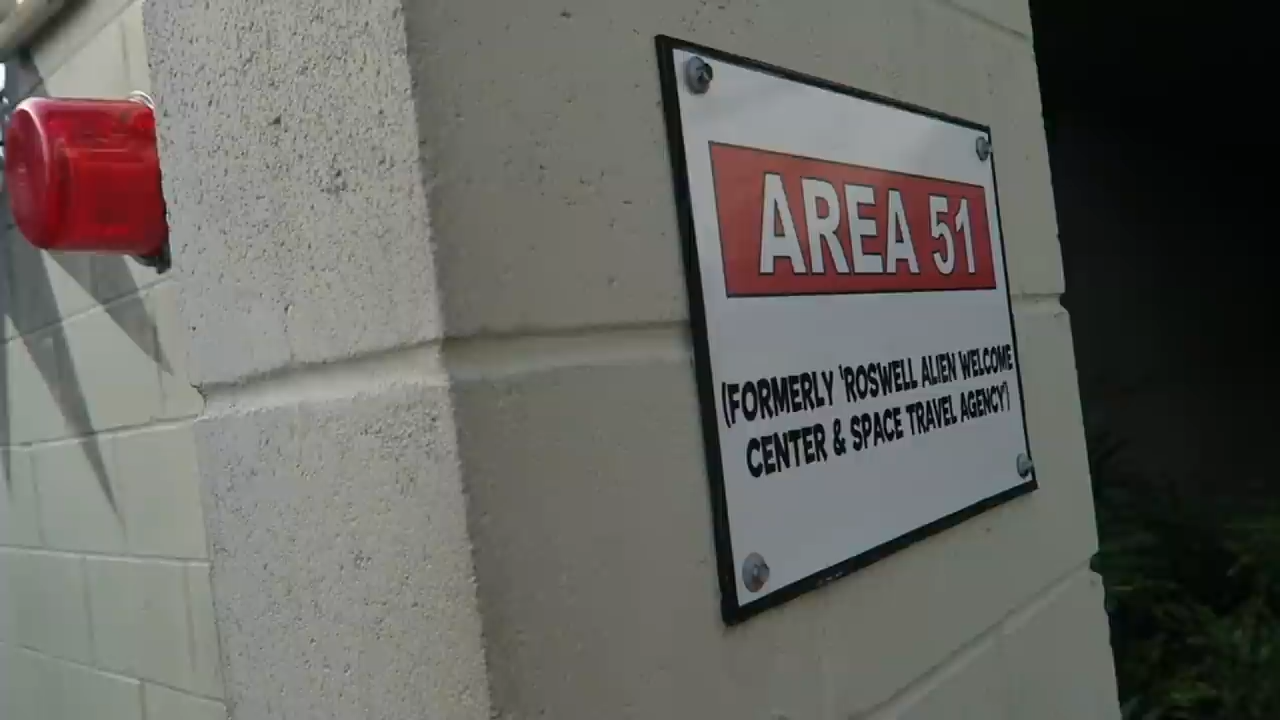 AREA 51
(FORMERLY 'ROSWELL ALIEN WELCOME
CENTER & SPACE TRAVEL AGENCY')